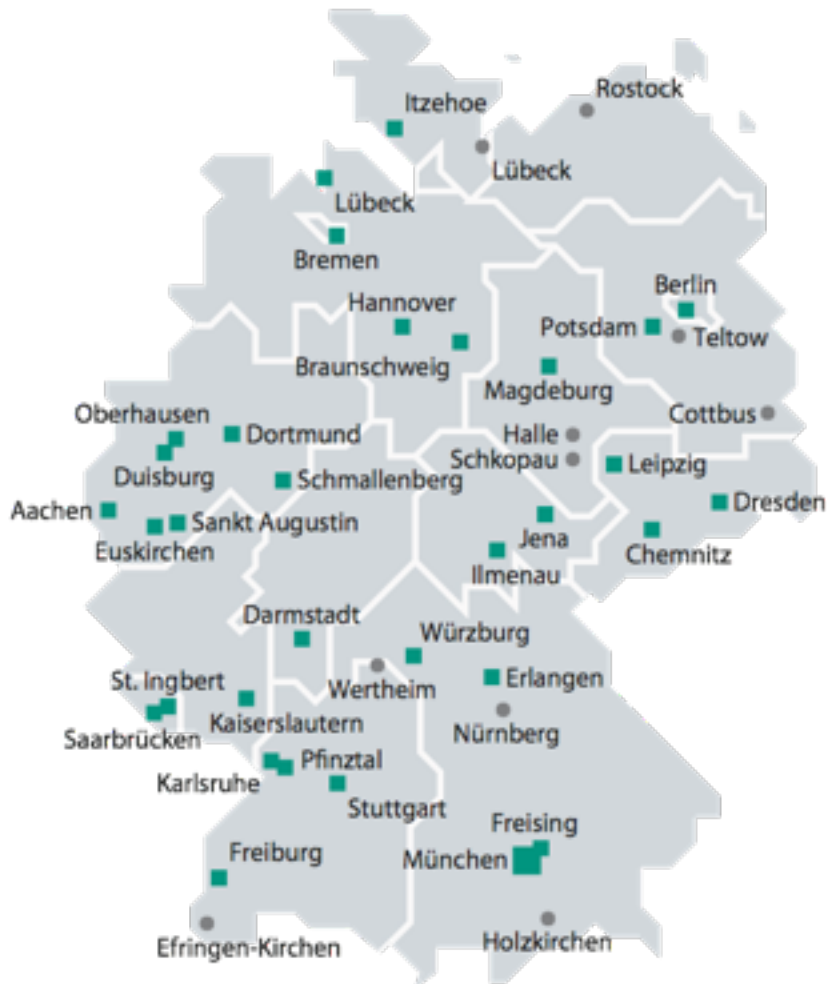 Rostock
Itzehoe
Lübeck
Lübeck
Bremen
Berlin
Hannover
Potsdam
Teltow
Braunschweig
Magdeburg
Oberhausen
Cottbus
Dortmund
Halle
Schkopau
Leipzig
Duisburg
Schmallenberg
Dresden
Aachen
Sankt Augustin
Jena
Euskirchen
Chemnitz
Ilmenau
Darmstadt
Würzburg
St. Ingbert
Erlangen
Wertheim
Kaiserslautern
Nürnberg
Saarbrücken
Pfinztal
Karlsruhe
Stuttgart
Freising
Freiburg
München
Holzkirchen
Efringen-Kirchen